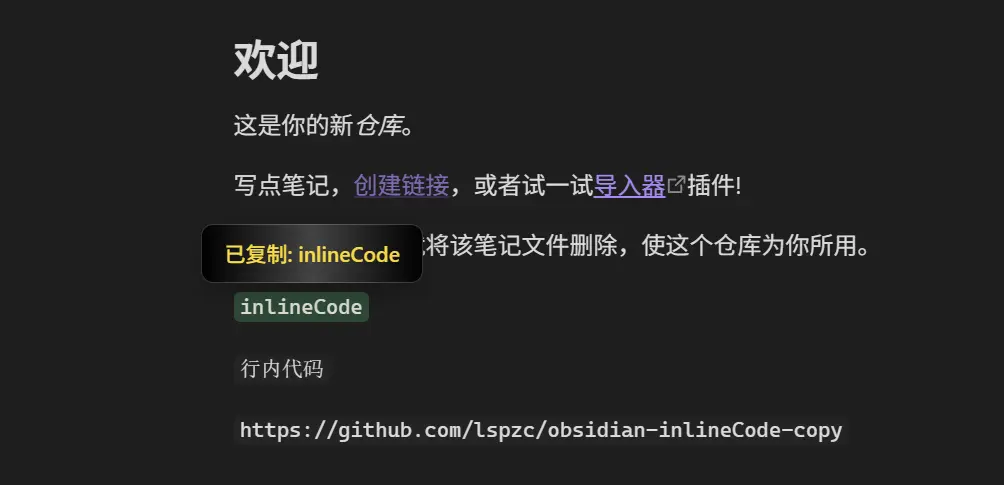 欢迎
这是你的新仓库。
写点笔记，创建链接，或者试一试导入器插件!
将该笔记文件删除，使这个仓库为你所用。
已复制: inlineCode
inlineCode
行内代码
https://github.com/lspzc/obsidian-inlineCode-copy